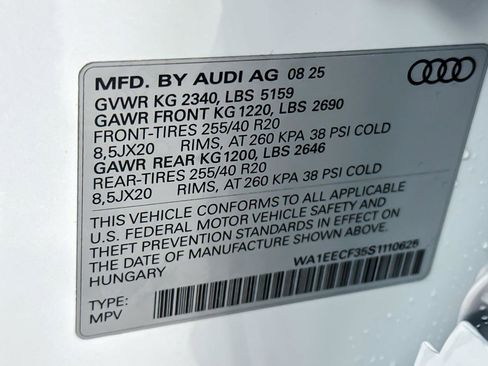 MFD. BY AUDI AG 08 25
GVWR KG 2340, LBS 5159
GAWR FRONT KG 1220, LBS 2690
FRONT-TIRES 255/40 R20
8,5JX20 RIMS, AT 260 KPA 38 PSI COLD
GAWR REAR KG 1200, LBS 2646
REAR-TIRES 255/40 R20
8,5JX20 RIMS, AT 260 KPA 38 PSI COLD
THIS VEHICLE CONFORMS TO ALL APPLICABLE
U.S. FEDERAL MOTOR VEHICLE SAFETY AND
THEFT PREVENTION STANDARDS IN EFFECT ON
THE DATE OF MANUFACTURE SHOWN ABOVE.
HUNGARY WA1EECF35S1110625
TYPE:
MPV